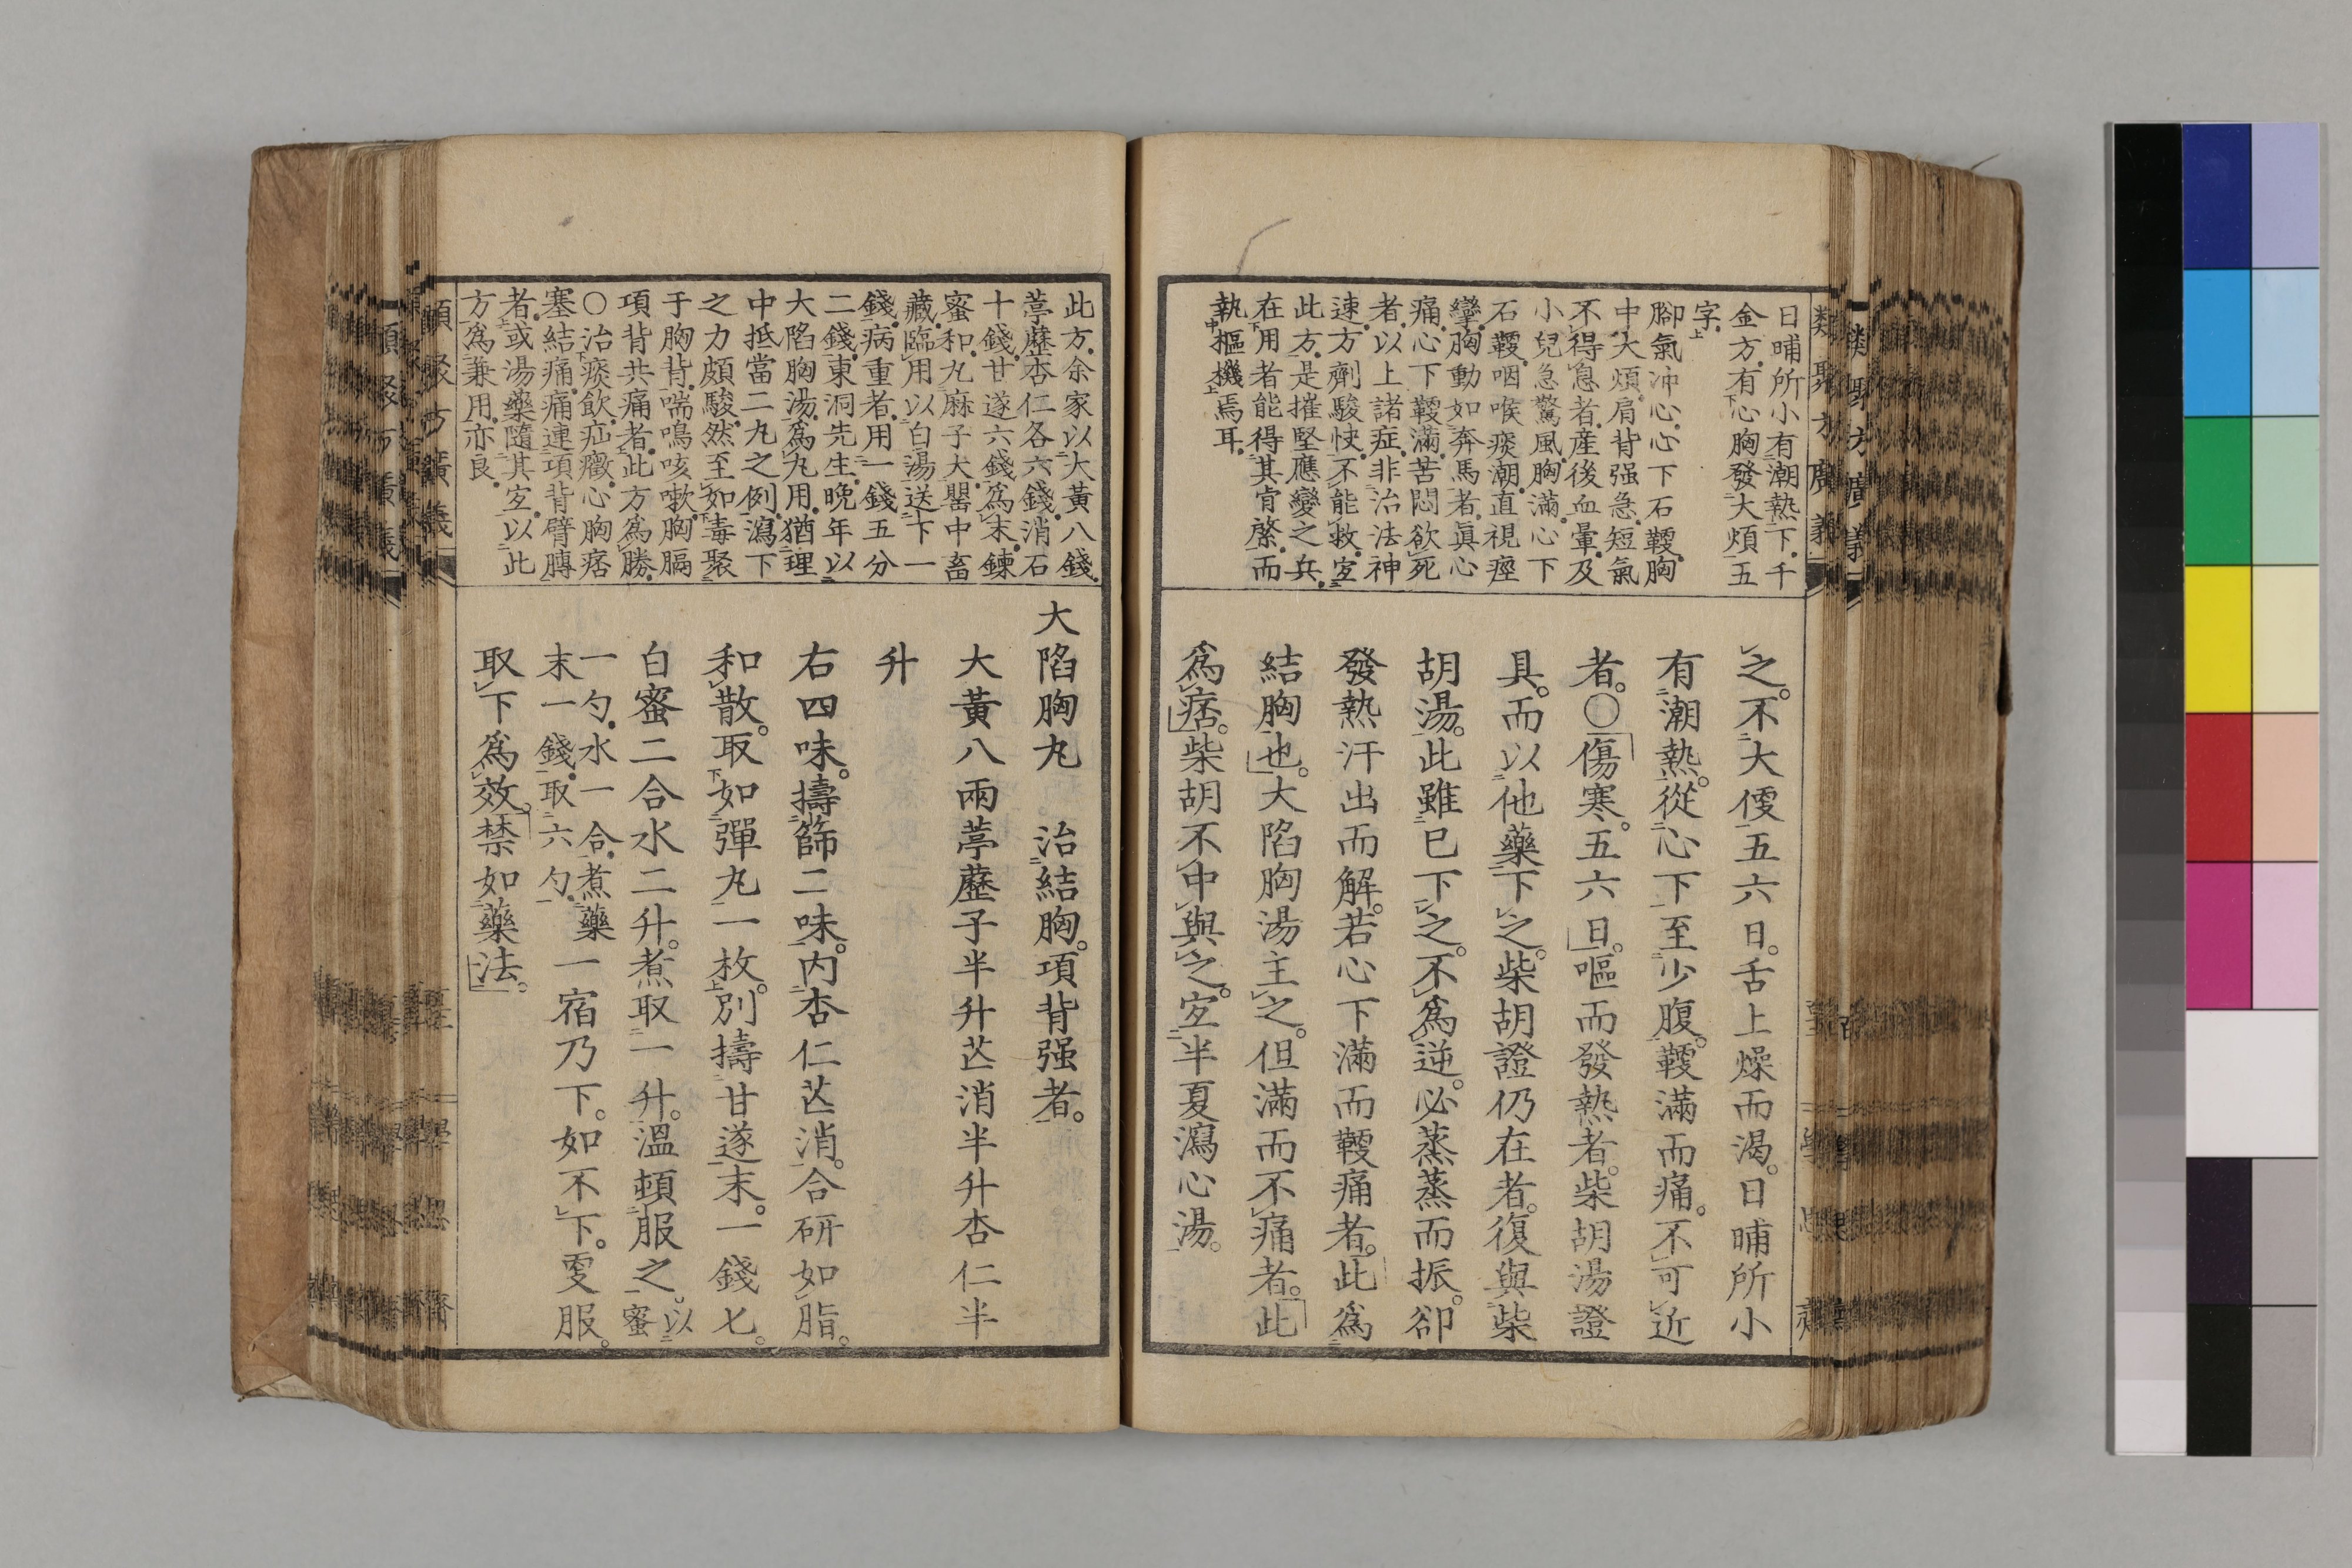 類聚方廣義
日晡所小有潮熱下千
金方有心胸發大煩五
字
腳氣冲心心下石鞕胸
中大煩肩背强急短氣
不得息者產後血暈及
小兒急驚風胸滿心下
石鞕咽喉痰潮直視痙
攣胸動如奔馬者眞心
痛心下鞕滿苦悶欲死
者以上諸症非治法神
速方劑駿快不能救宜
此方是摧堅應變之兵
在用者能得其肯綮而
執樞機焉耳
之。不大便五六日。舌上燥而渴。日晡所小
有潮熱。從心下至少腹。鞕滿而痛。不可近
者。○傷寒。五六日。嘔而發熱者。柴胡湯證
具。而以他藥下之。柴胡證仍在者。復與柴
胡湯。此雖已下之。不爲逆。必蒸蒸而振。卻
發熱汗出而解。若心下滿而鞕痛者。此爲
結胸也。大陷胸湯主之。但滿而不痛者。此
爲痞。柴胡不中與之。宜半夏瀉心湯。
此方余家以大黃八錢
葶藶杏仁各六錢消石
十錢甘遂六錢爲末鍊
蜜和丸麻子大罌中畜
藏臨用以白湯送下一
錢病重者用一錢五分
二錢東洞先生晚年以
大陷胸湯爲丸用猶理
中抵當二丸之例瀉下
之力頗駿然至如毒聚
于胸背喘鳴咳嗽胸膈
項背共痛者此方爲勝
○治痰飲疝癥心胸痞
塞結痛痛連項背臂膊
者或湯藥隨其宜以此
方爲兼用亦良
大陷胸丸　治結胸。項背强者。
大黃八兩葶藶子半升芒消半升杏仁半
升
右四味。擣篩二味。内杏仁芒消。合研如脂。
和散。取如彈丸一枚。別擣甘遂末。一錢匕。
白蜜二合水二升。煮取一升。溫頓服之。以蜜
一勺水一合煮藥
末一錢取六勺
一宿乃下。如不下。更服。
取下爲效。禁如藥法。
類聚方廣義